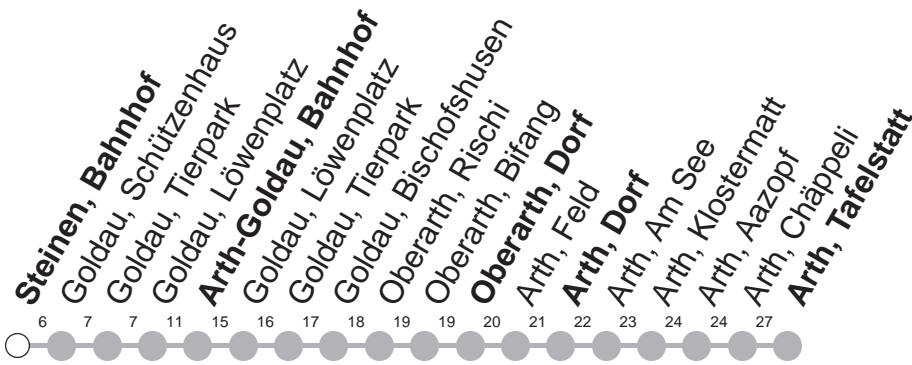 Steinen, Bahnhof
Goldau, Schützenhaus
Goldau, Tierpark
Goldau, Löwenplatz
Arth-Goldau, Bahnhof
Goldau, Löwenplatz
Goldau, Tierpark
Goldau, Bischofshusen
Oberarth, Rischi
Oberarth, Bifang
Oberarth, Dorf
Arth, Feld
Arth, Dorf
Arth, Am See
Arth, Klostermatt
Arth, Aazopf
Arth, Chäppeli
Arth, Tafelstatt
6 7 7 11 15 16 17 18 19 19 20 21 22 23 24 24 27